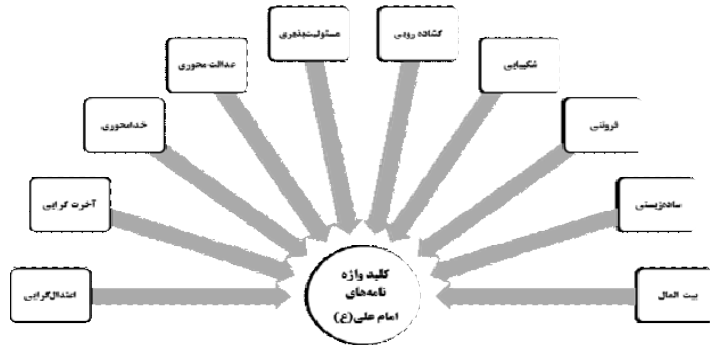 گشاده رویی
مسئولیت‌پذیری
شکیبایی
عدالت محوری
فروتنی
خدامحوری
ساده‌زیستی
آخرت گرایی
بیت المال
اعتدال‌گرایی
کلید واژه
نامه‌های
امام علی(ع)